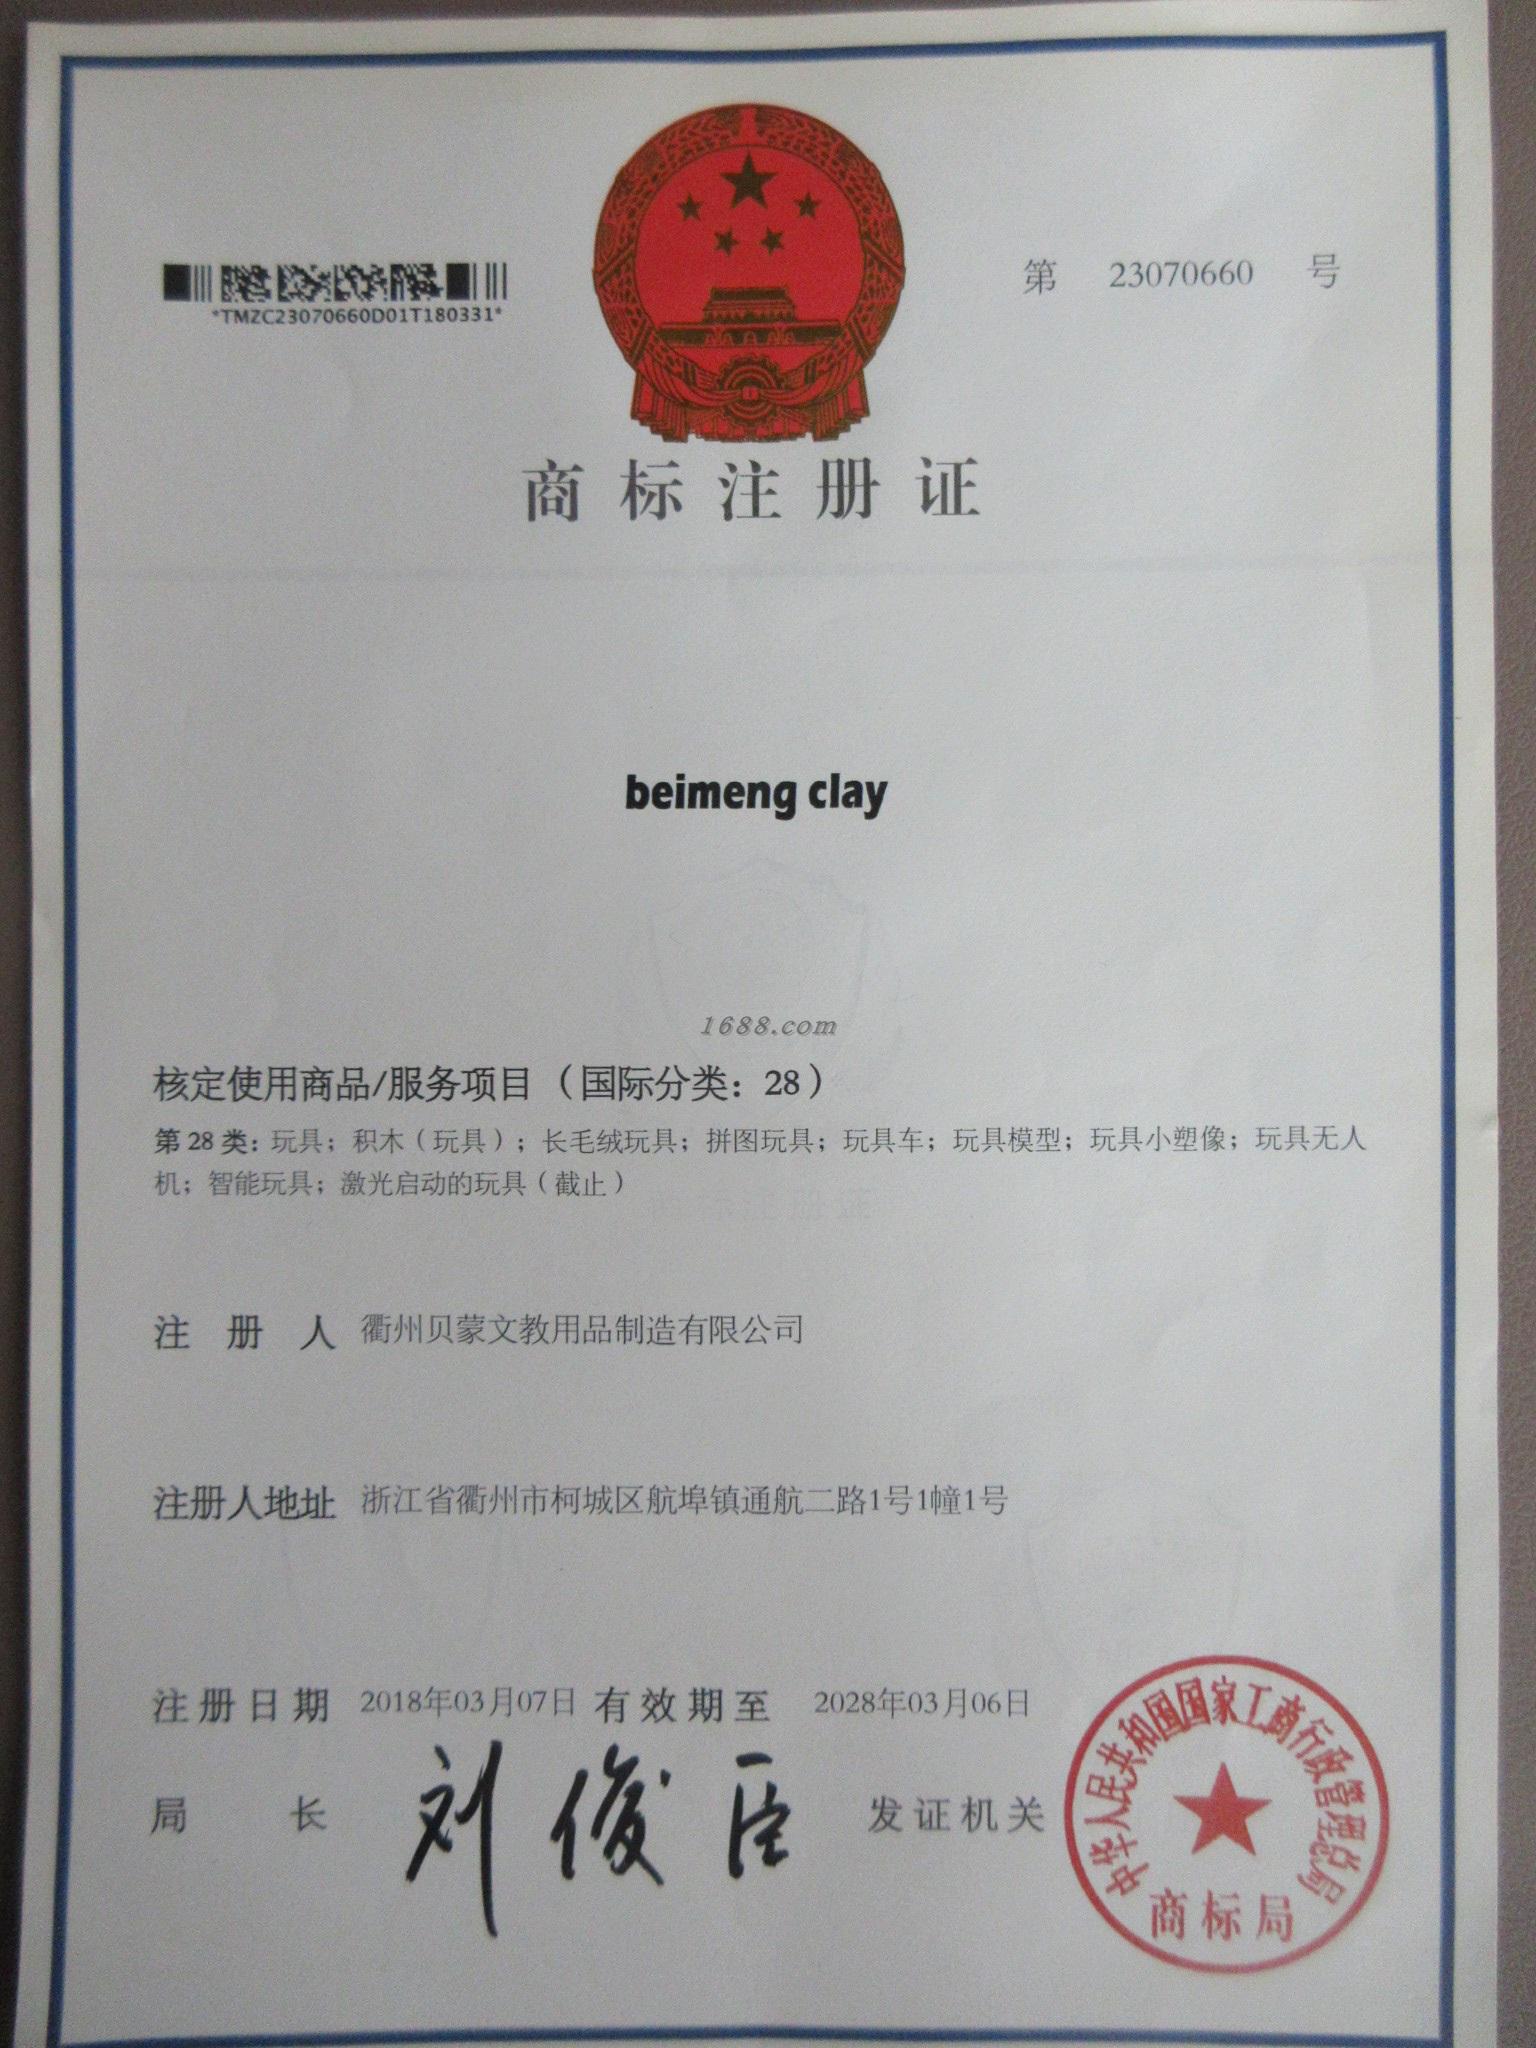 *TMZC23070660D01T180331*
第 23070660 号
商标注册证
beimeng clay
1688.com
核定使用商品/服务项目（国际分类：28）
第 28 类：玩具；积木（玩具）；长毛绒玩具；拼图玩具；玩具车；玩具模型；玩具小塑像；玩具无人
机；智能玩具；激光启动的玩具（截止）
注册人 衢州贝蒙文教用品制造有限公司
注册人地址 浙江省衢州市柯城区航埠镇通航二路1号1幢1号
注册日期 2018年03月07日 有效期至 2028年03月06日
局长 刘俊臣 发证机关
中华人民共和国国家工商行政管理总局
商标局